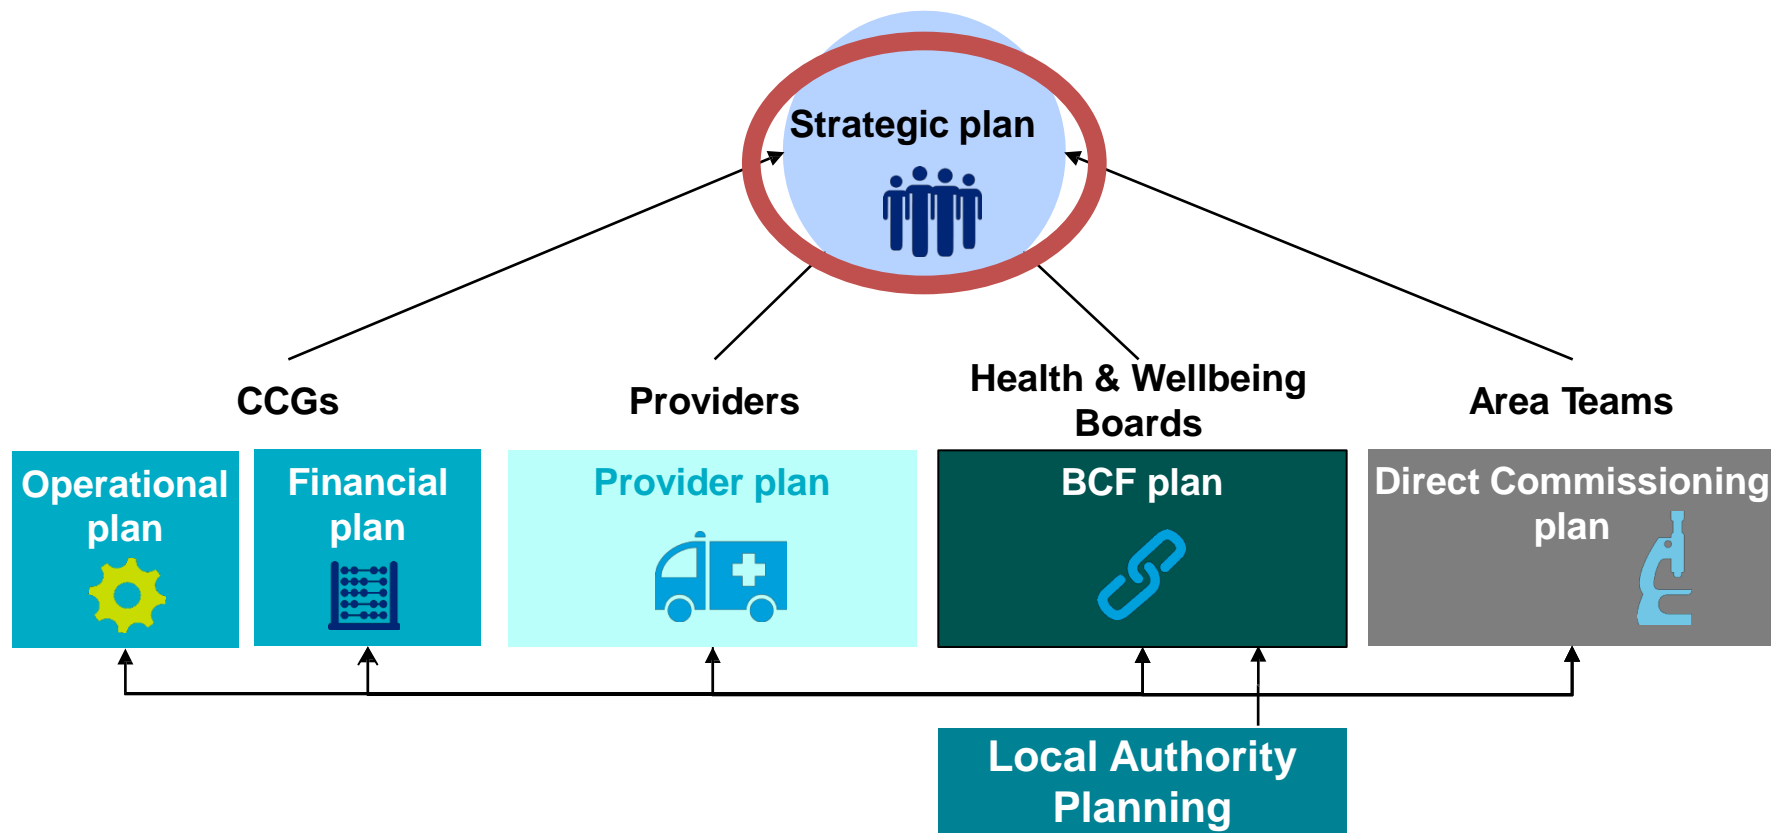 Strategic plan
CCGs
Providers
Health & Wellbeing
Boards
Area Teams
Operational
plan
Financial
plan
Provider plan
BCF plan
Direct Commissioning
plan
Local Authority
Planning